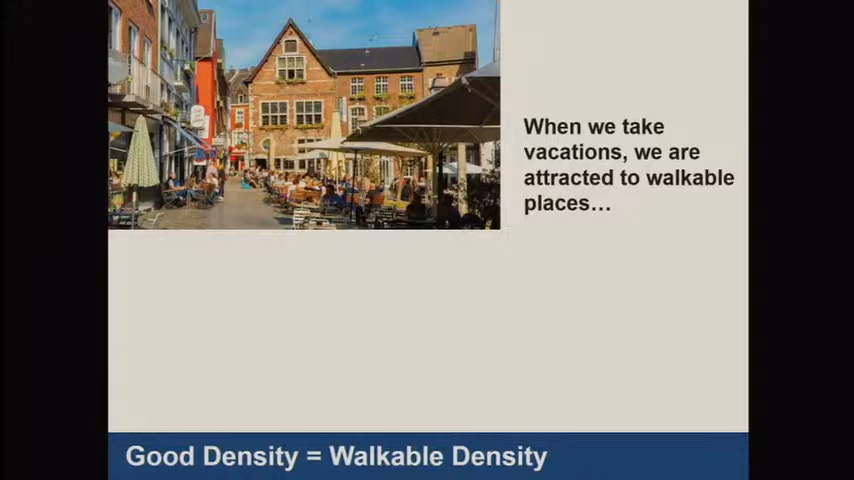 When we take
vacations, we are
attracted to walkable
places…
Good Density = Walkable Density